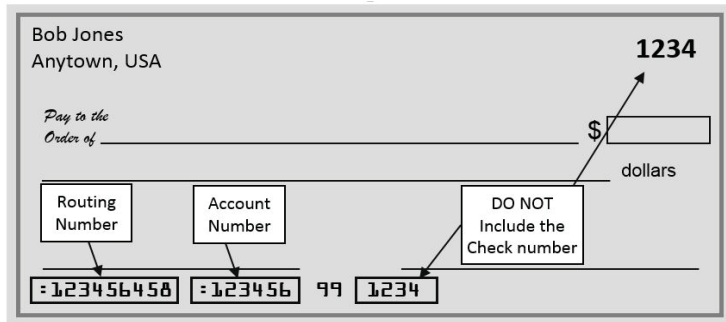 Bob Jones
1234
Anytown, USA
Pay to the
Order of
$
dollars
Routing
Number
Account
Number
DO NOT
Include the
Check number
:123456458 :123456 99 1234